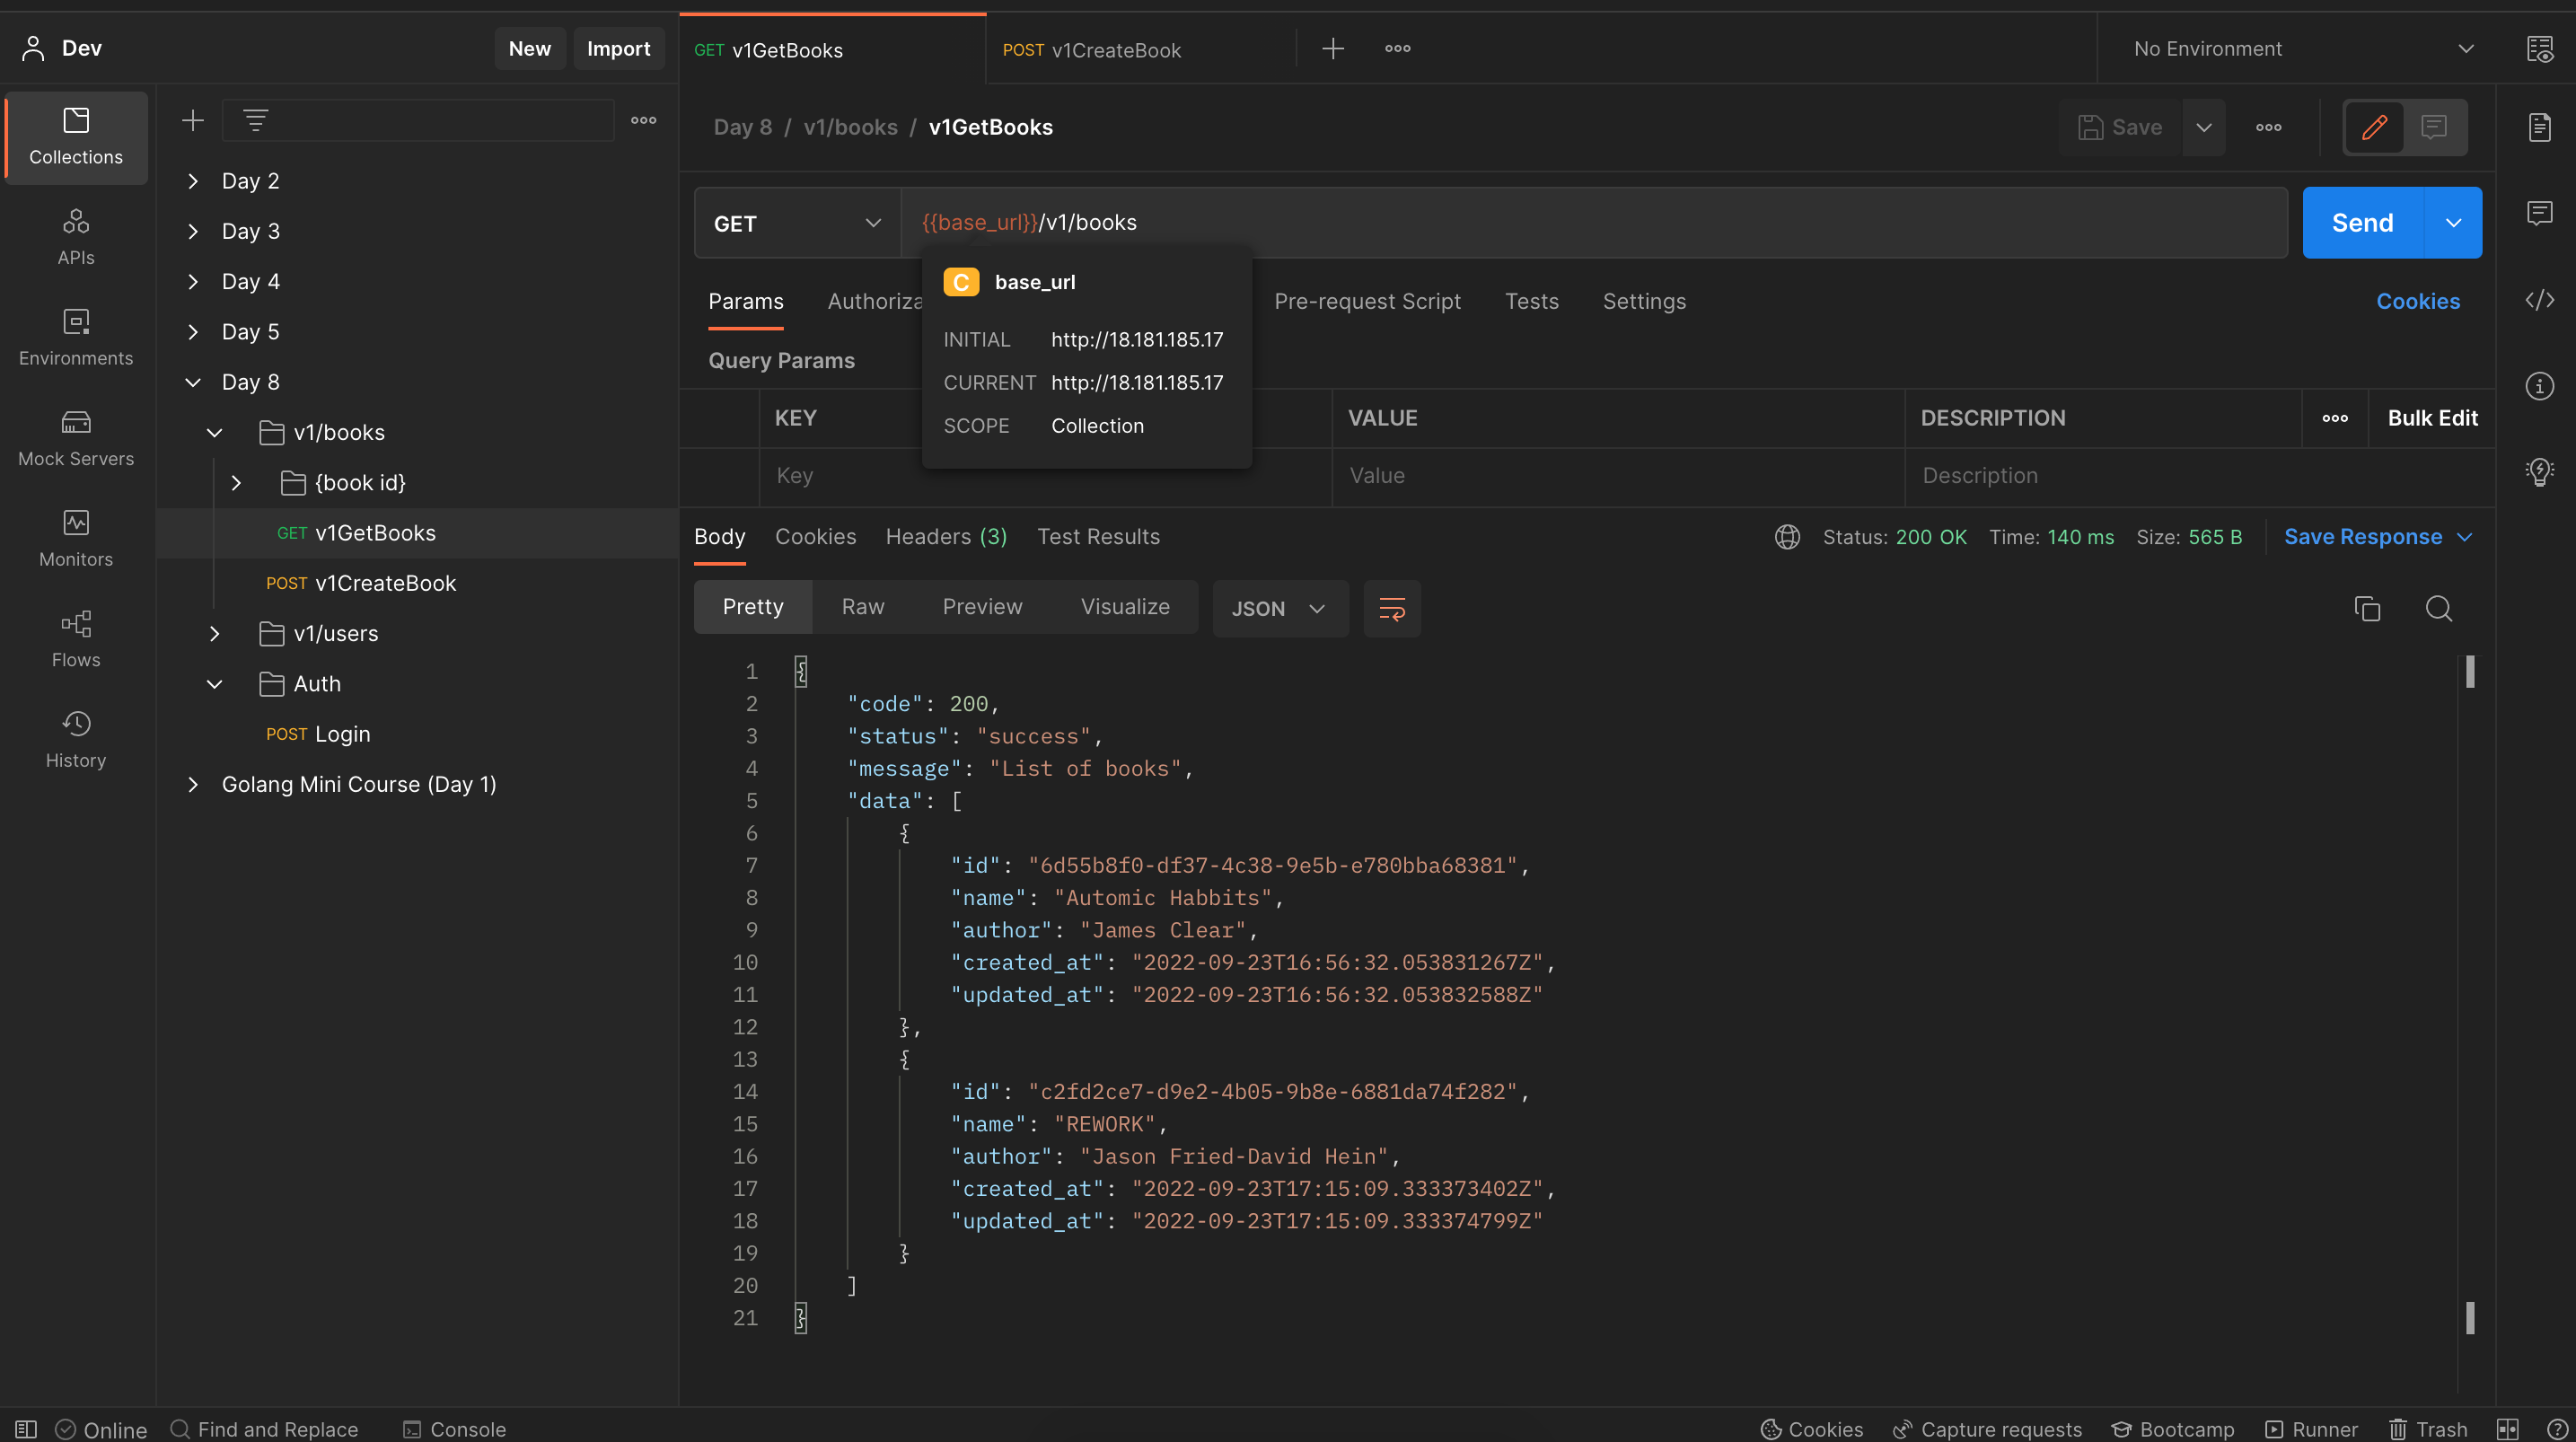 Dev
New
Import
GET v1GetBooks
POST v1CreateBook
No Environment
Collections
APIs
Environments
Mock Servers
Monitors
Flows
History
Day 2
Day 3
Day 4
Day 5
Day 8
v1/books
{book id}
GET v1GetBooks
POST v1CreateBook
v1/users
Auth
POST Login
Golang Mini Course (Day 1)
Day 8 / v1/books / v1GetBooks
Save
GET
{{base_url}}/v1/books
Send
C base_url
INITIAL http://18.181.185.17
CURRENT http://18.181.185.17
SCOPE Collection
Params Authoriza Pre-request Script Tests Settings Cookies
Query Params
KEY VALUE DESCRIPTION Bulk Edit
Key Value Description
Body Cookies Headers (3) Test Results
Status: 200 OK Time: 140 ms Size: 565 B Save Response
Pretty Raw Preview Visualize JSON
1 {
2 "code": 200,
3 "status": "success",
4 "message": "List of books",
5 "data": [
6 {
7 "id": "6d55b8f0-df37-4c38-9e5b-e780bba68381",
8 "name": "Automic Habbits",
9 "author": "James Clear",
10 "created_at": "2022-09-23T16:56:32.053831267Z",
11 "updated_at": "2022-09-23T16:56:32.053832588Z"
12 },
13 {
14 "id": "c2fd2ce7-d9e2-4b05-9b8e-6881da74f282",
15 "name": "REWORK",
16 "author": "Jason Fried-David Hein",
17 "created_at": "2022-09-23T17:15:09.333373402Z",
18 "updated_at": "2022-09-23T17:15:09.333374799Z"
19 }
20 ]
21 }
Online Find and Replace Console
Cookies Capture requests Bootcamp Runner Trash